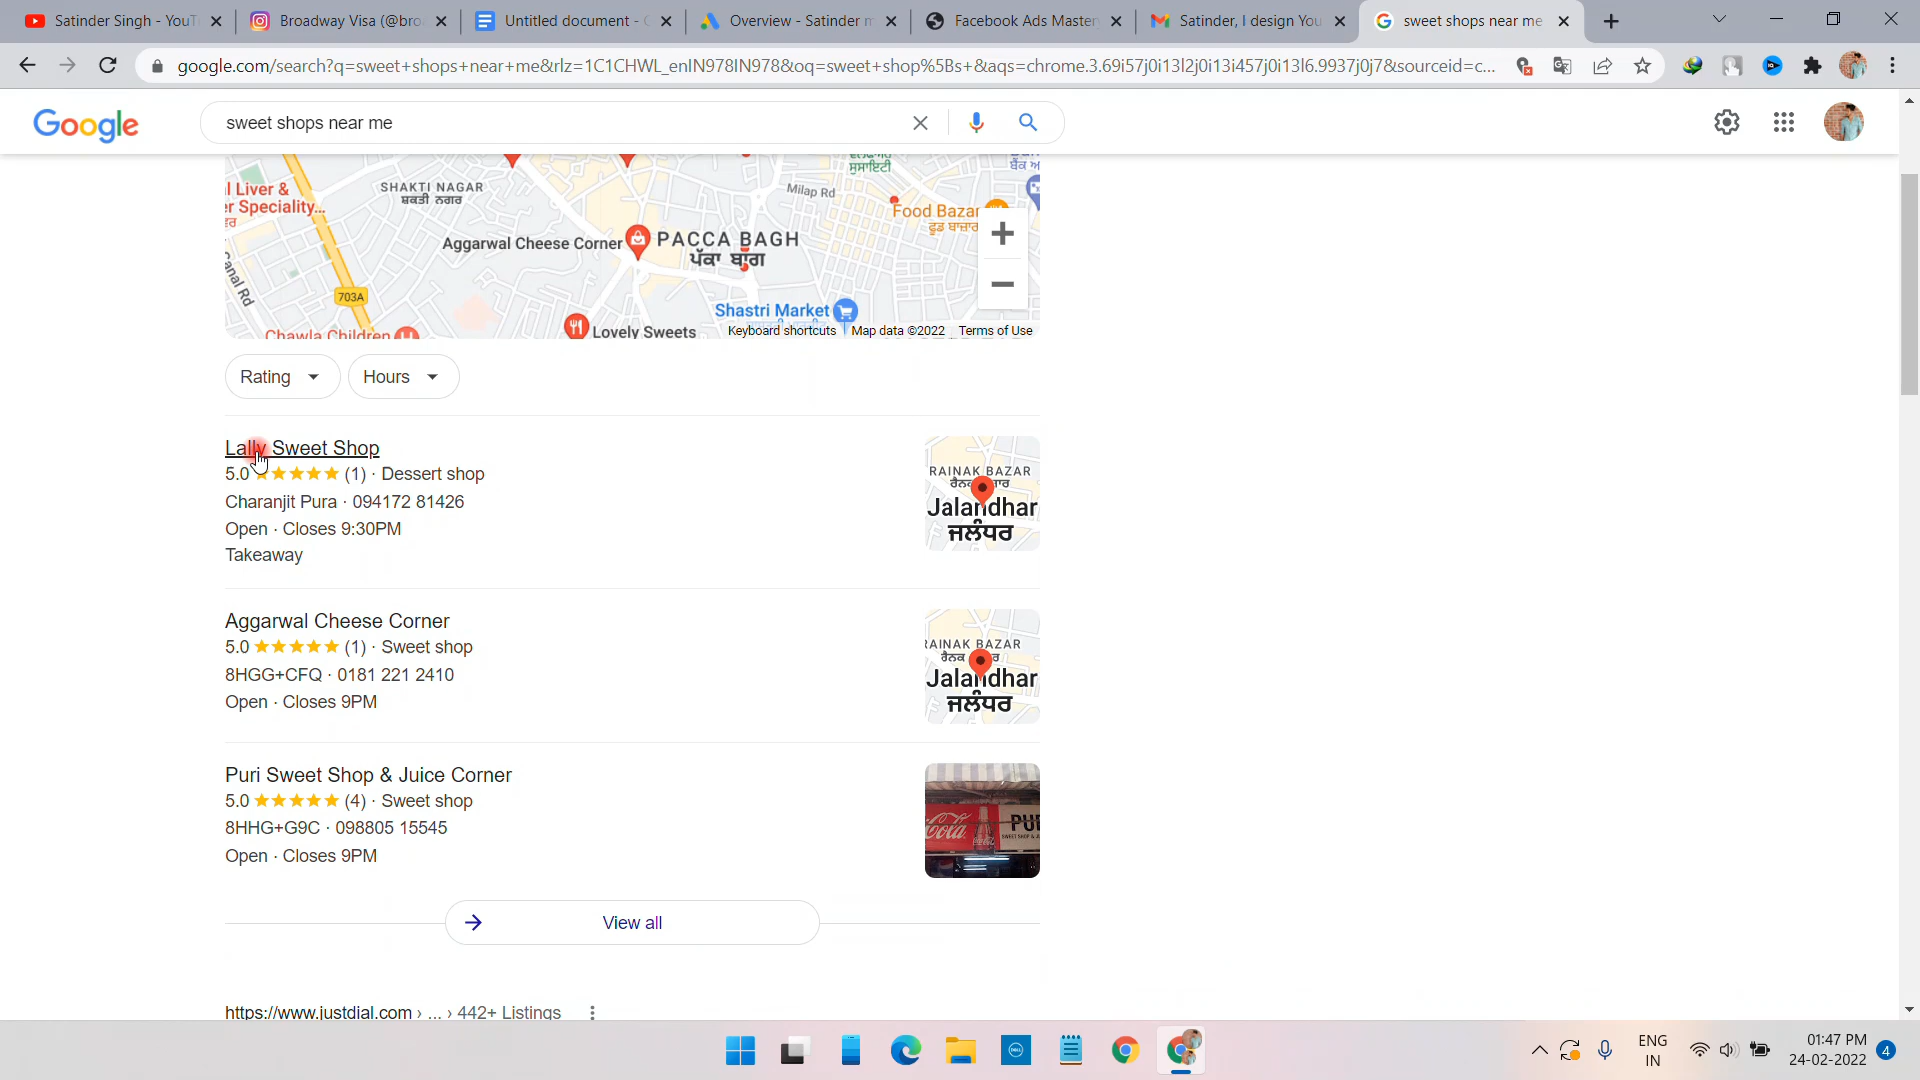 Satinder Singh - YouT
Broadway Visa (@bro
Untitled document - G
Overview - Satinder m
Facebook Ads Master
Satinder, I design You
sweet shops near me
google.com/search?q=sweet+shops+near+me&rlz=1C1CHWL_enIN978IN978&oq=sweet+shop%5Bs+&aqs=chrome.3.69i57j0i13l2j0i13i457j0i13l6.9937j0j7&sourceid=c...
Google
sweet shops near me
l Liver &
er Speciality...
SHAKTI NAGAR
ਸ਼ਕਤੀ ਨਗਰ
Milap Rd
ਸੁਸਾਇਟੀ
Food Bazar
ਫੂਡ ਬਾਜ਼ਾਰ
Aggarwal Cheese Corner
PACCA BAGH
ਪੱਕਾ ਬਾਗ
anal Rd
703A
Shastri Market
Chawla Children
Lovely Sweets
Keyboard shortcuts
Map data ©2022
Terms of Use
Rating
Hours
Lally Sweet Shop
5.0 (1) · Dessert shop
Charanjit Pura · 094172 81426
Open · Closes 9:30PM
Takeaway
RAINAK BAZAR
Jalandhar
ਜਲੰਧਰ
Aggarwal Cheese Corner
5.0 (1) · Sweet shop
8HGG+CFQ · 0181 221 2410
Open · Closes 9PM
RAINAK BAZAR
Jalandhar
ਜਲੰਧਰ
Puri Sweet Shop & Juice Corner
5.0 (4) · Sweet shop
8HHG+G9C · 098805 15545
Open · Closes 9PM
Cola
PU
View all
https://www.justdial.com › ... › 442+ Listings
ENG
IN
01:47 PM
24-02-2022
4